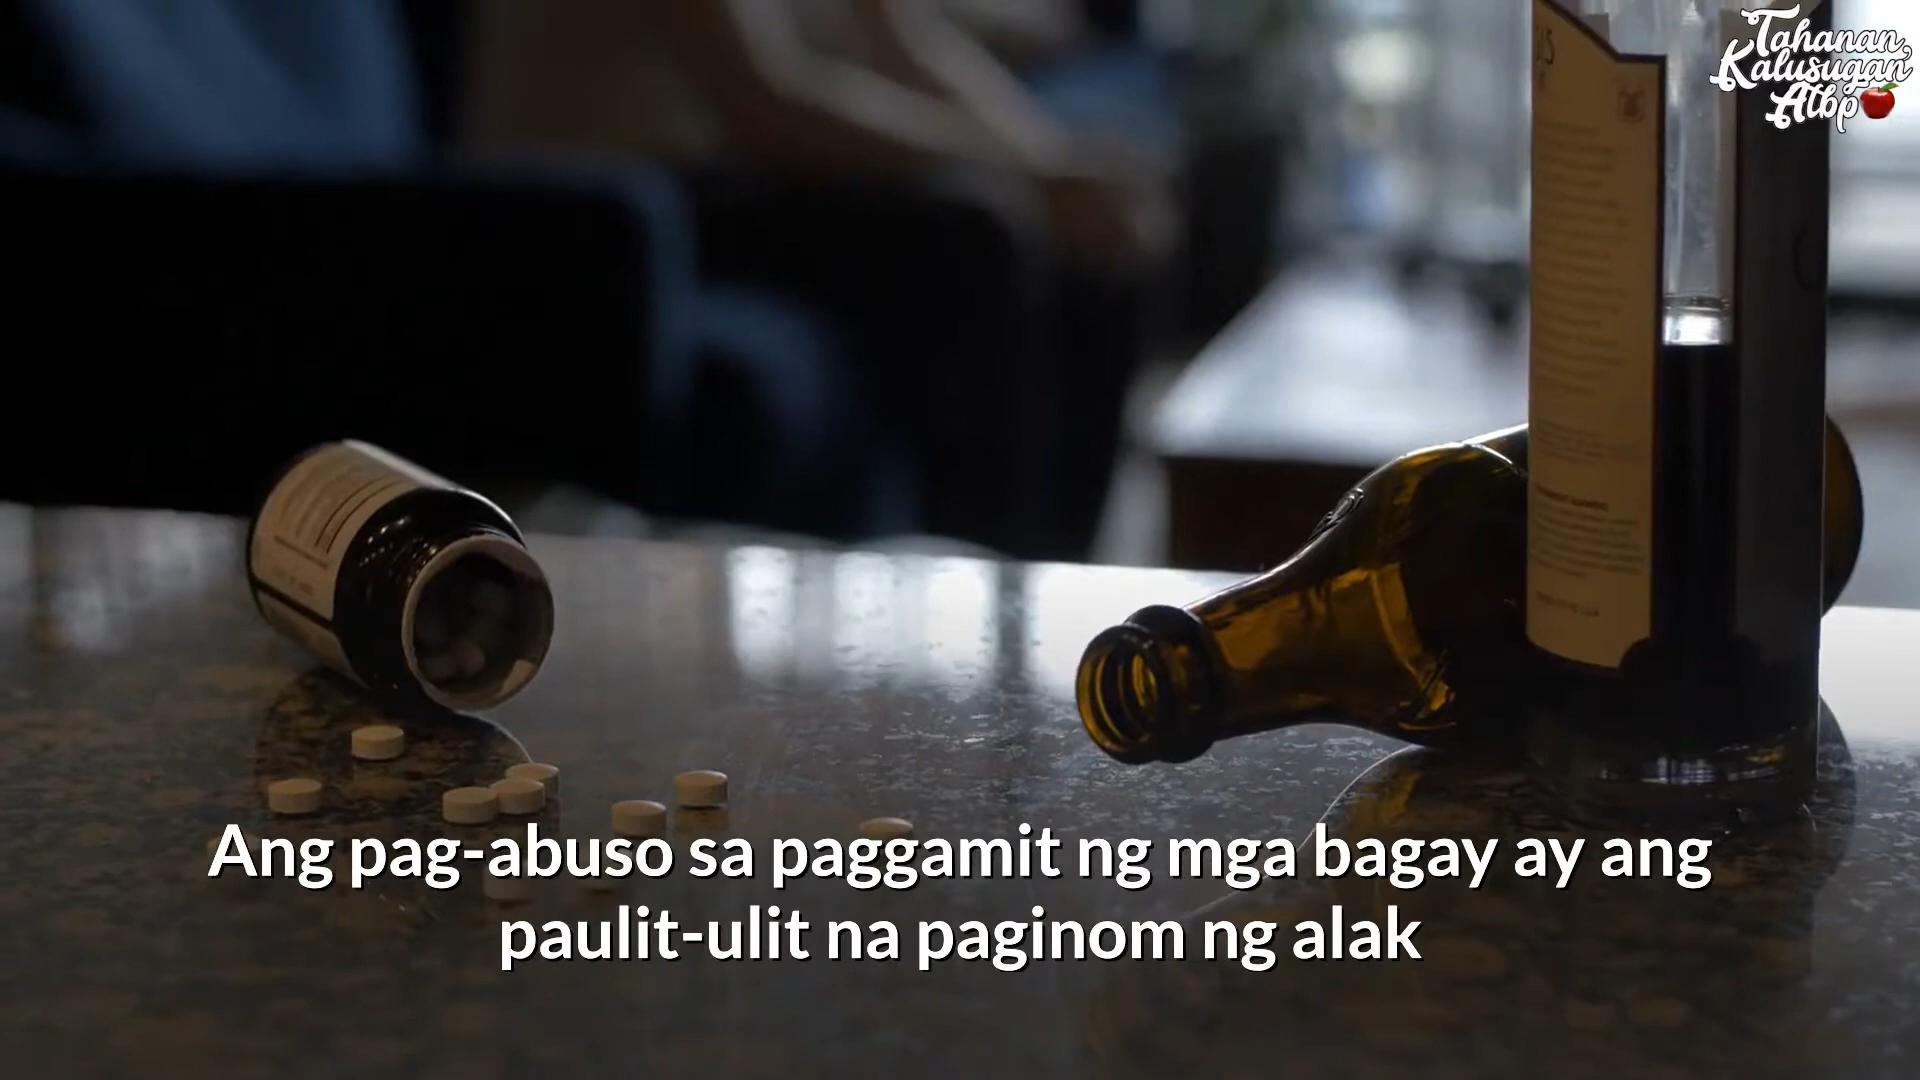 Tahanan,
Kalusugan
Atbp
Ang pag-abuso sa paggamit ng mga bagay ay ang
paulit-ulit na paginom ng alak